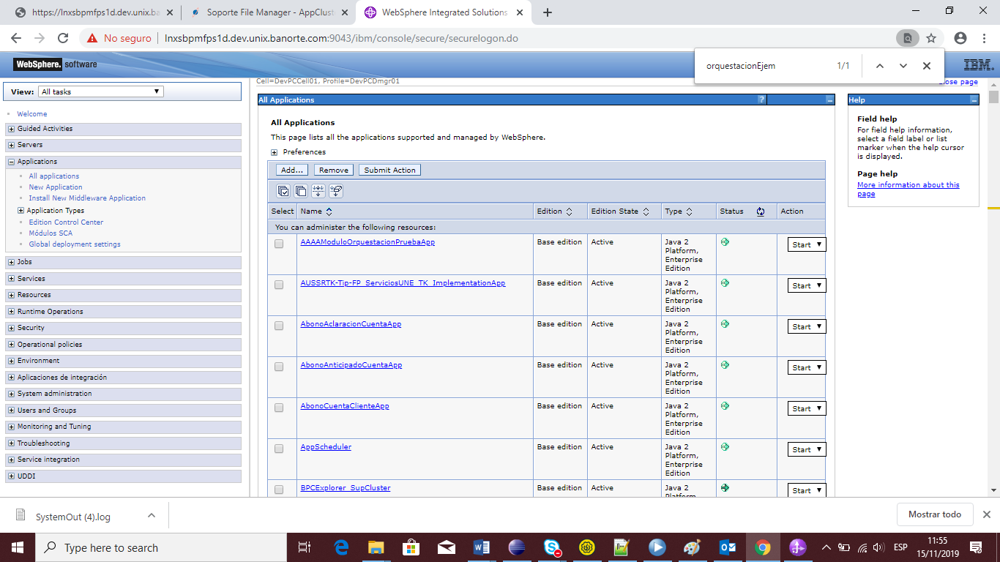 https://lnxsbpmfps1d.dev.unix.ba
Soporte File Manager - AppClust
WebSphere Integrated Solutions
No seguro
lnxsbpmfps1d.dev.unix.banorte.com:9043/ibm/console/secure/securelogon.do
orquestacionEjem
1/1
WebSphere. software
IBM.
View: All tasks
Cell=DevPCCell01, Profile=DevPCDmgr01
Close page
Welcome
Guided Activities
Servers
Applications
All applications
New Application
Install New Middleware Application
Application Types
Edition Control Center
Módulos SCA
Global deployment settings
Jobs
Services
Resources
Runtime Operations
Security
Operational policies
Environment
Aplicaciones de integración
System administration
Users and Groups
Monitoring and Tuning
Troubleshooting
Service integration
UDDI
All Applications
?
All Applications
This page lists all the applications supported and managed by WebSphere.
Preferences
Add... Remove Submit Action
Select Name Edition Edition State Type Status Action
You can administer the following resources:
AAAAModuloOrquestacionPruebaApp Base edition Active Java 2 Start
Platform,
Enterprise
Edition
AUSSRTK-Tip-FP_ServiciosUNE_TK_ImplementationApp Base edition Active Java 2 Start
Platform,
Enterprise
Edition
AbonoAclaracionCuentaApp Base edition Active Java 2 Start
Platform,
Enterprise
Edition
AbonoAnticipadoCuentaApp Base edition Active Java 2 Start
Platform,
Enterprise
Edition
AbonoCuentaClienteApp Base edition Active Java 2 Start
Platform,
Enterprise
Edition
AppScheduler Base edition Active Java 2 Start
Platform,
Enterprise
Edition
BPCExplorer_SupCluster Base edition Active Java 2 Start
Platform,
Help
Field help
For field help information,
select a field label or list
marker when the help cursor
is displayed.
Page help
More information about this
page
SystemOut (4).log
Mostrar todo
Type here to search
ESP
11:55
15/11/2019